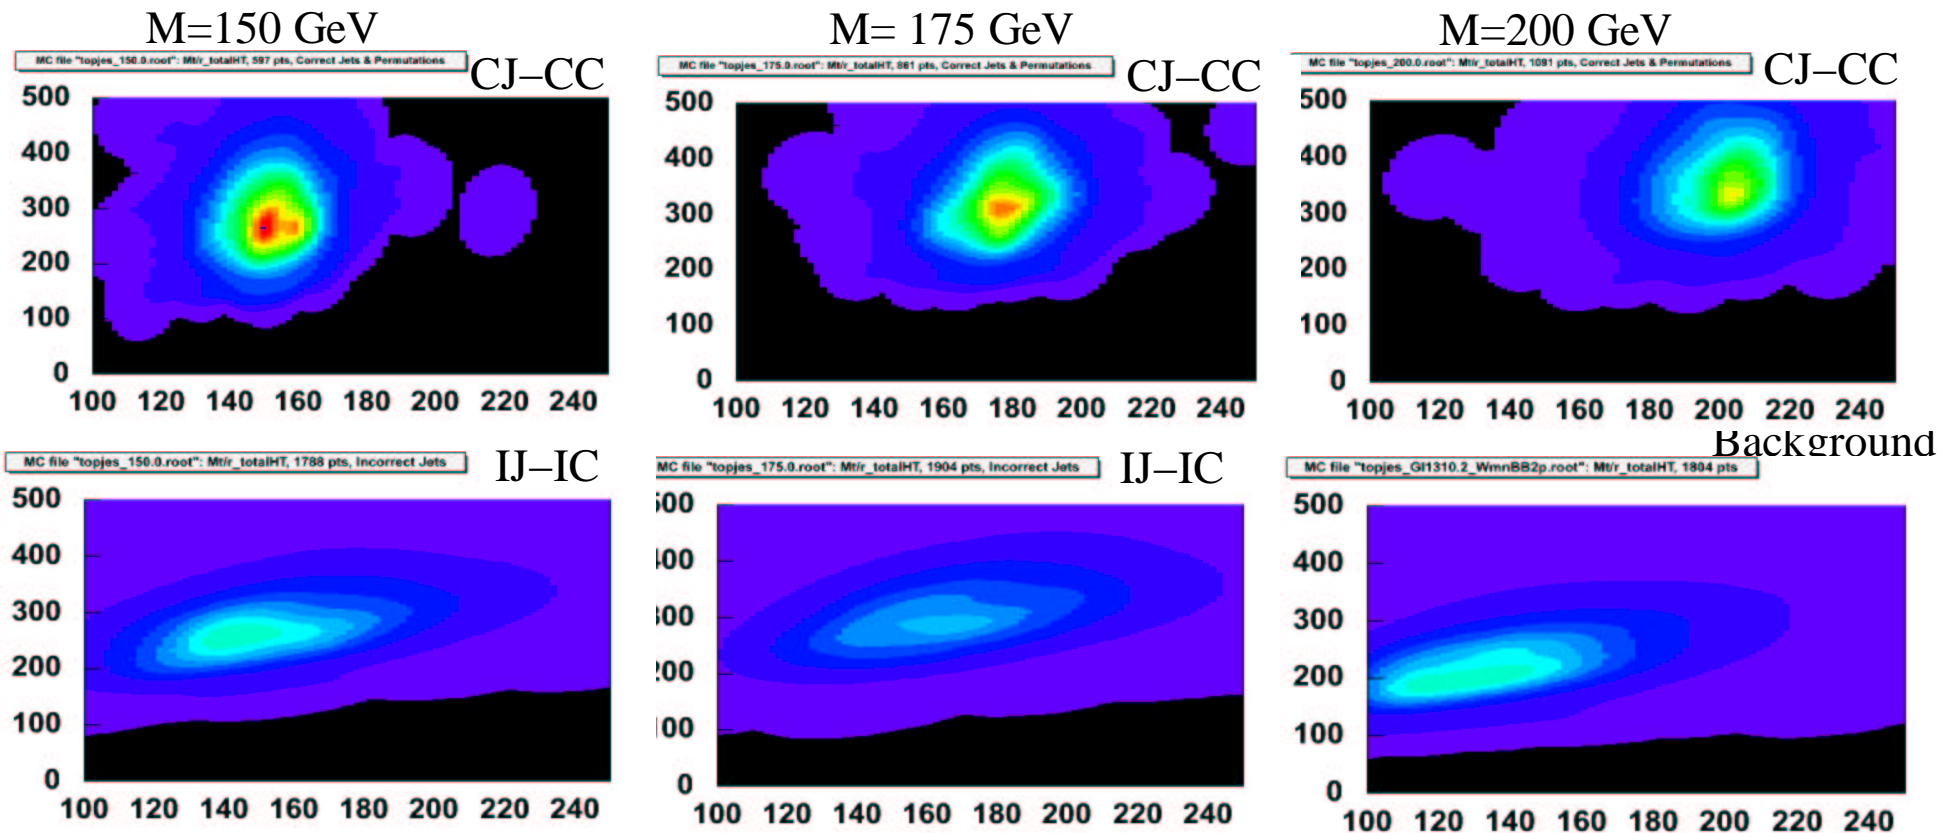 M=150 GeV
MC file "topjes_150.0.root": Mt/r_totalHT, 597 pts, Correct Jets & Permutations
CJ–CC
500
400
300
200
100
0
100 120 140 160 180 200 220 240
M= 175 GeV
MC file "topjes_175.0.root": Mt/r_totalHT, 861 pts, Correct Jets & Permutations
CJ–CC
500
400
300
200
100
0
100 120 140 160 180 200 220 240
M=200 GeV
MC file "topjes_200.0.root": Mt/r_totalHT, 1091 pts, Correct Jets & Permutations
CJ–CC
500
400
300
200
100
0
100 120 140 160 180 200 220 240
MC file "topjes_150.0.root": Mt/r_totalHT, 1788 pts, Incorrect Jets
IJ–IC
500
400
300
200
100
0
100 120 140 160 180 200 220 240
MC file "topjes_175.0.root": Mt/r_totalHT, 1904 pts, Incorrect Jets
IJ–IC
500
400
300
200
100
0
100 120 140 160 180 200 220 240
Background
MC file "topjes_Gl1310.2_WmnBB2p.root": Mt/r_totalHT, 1804 pts
500
400
300
200
100
0
100 120 140 160 180 200 220 240